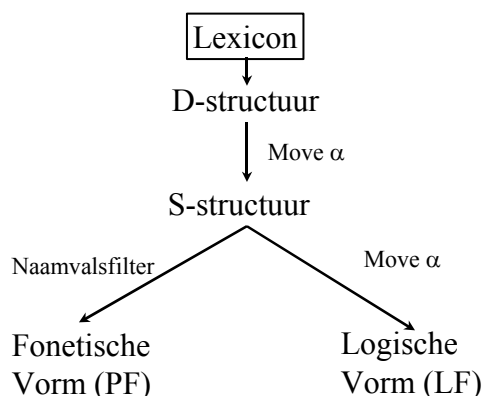 Lexicon
D-structuur
Move α
S-structuur
Naamvalsfilter
Move α
Fonetische
Vorm (PF)
Logische
Vorm (LF)